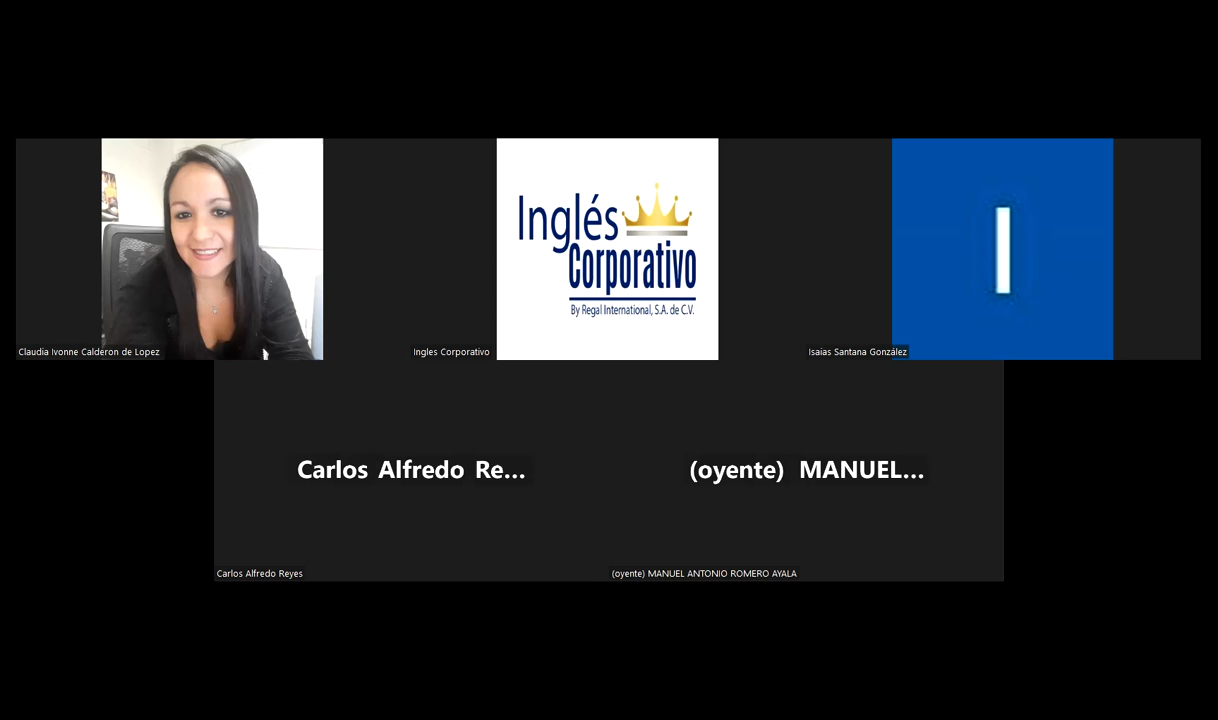 Inglés
Corporativo
By Regal International, S.A. de C.V.
I
Claudia Ivonne Calderon de Lopez
Ingles Corporativo
Isaias Santana González
Carlos Alfredo Re...
(oyente) MANUEL...
Carlos Alfredo Reyes
(oyente) MANUEL ANTONIO ROMERO AYALA